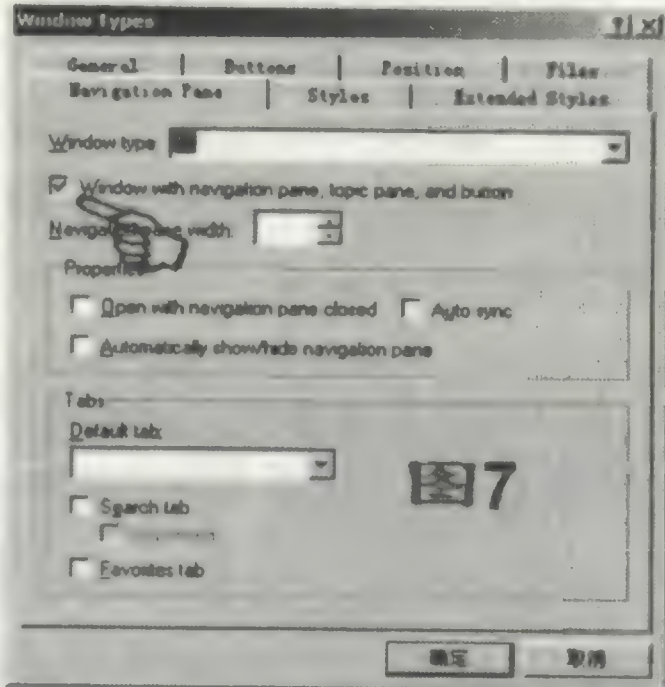 Window Types
General Buttons Position Files
Navigation Pane Styles Extended Styles
Window type
Window with navigation pane, topic pane, and button
Navigation pane width:
Properties
Open with navigation pane closed Auto sync
Automatically show/hide navigation pane
Tabs
Default tab:
图7
Search tab
Favorites tab
确定 取消